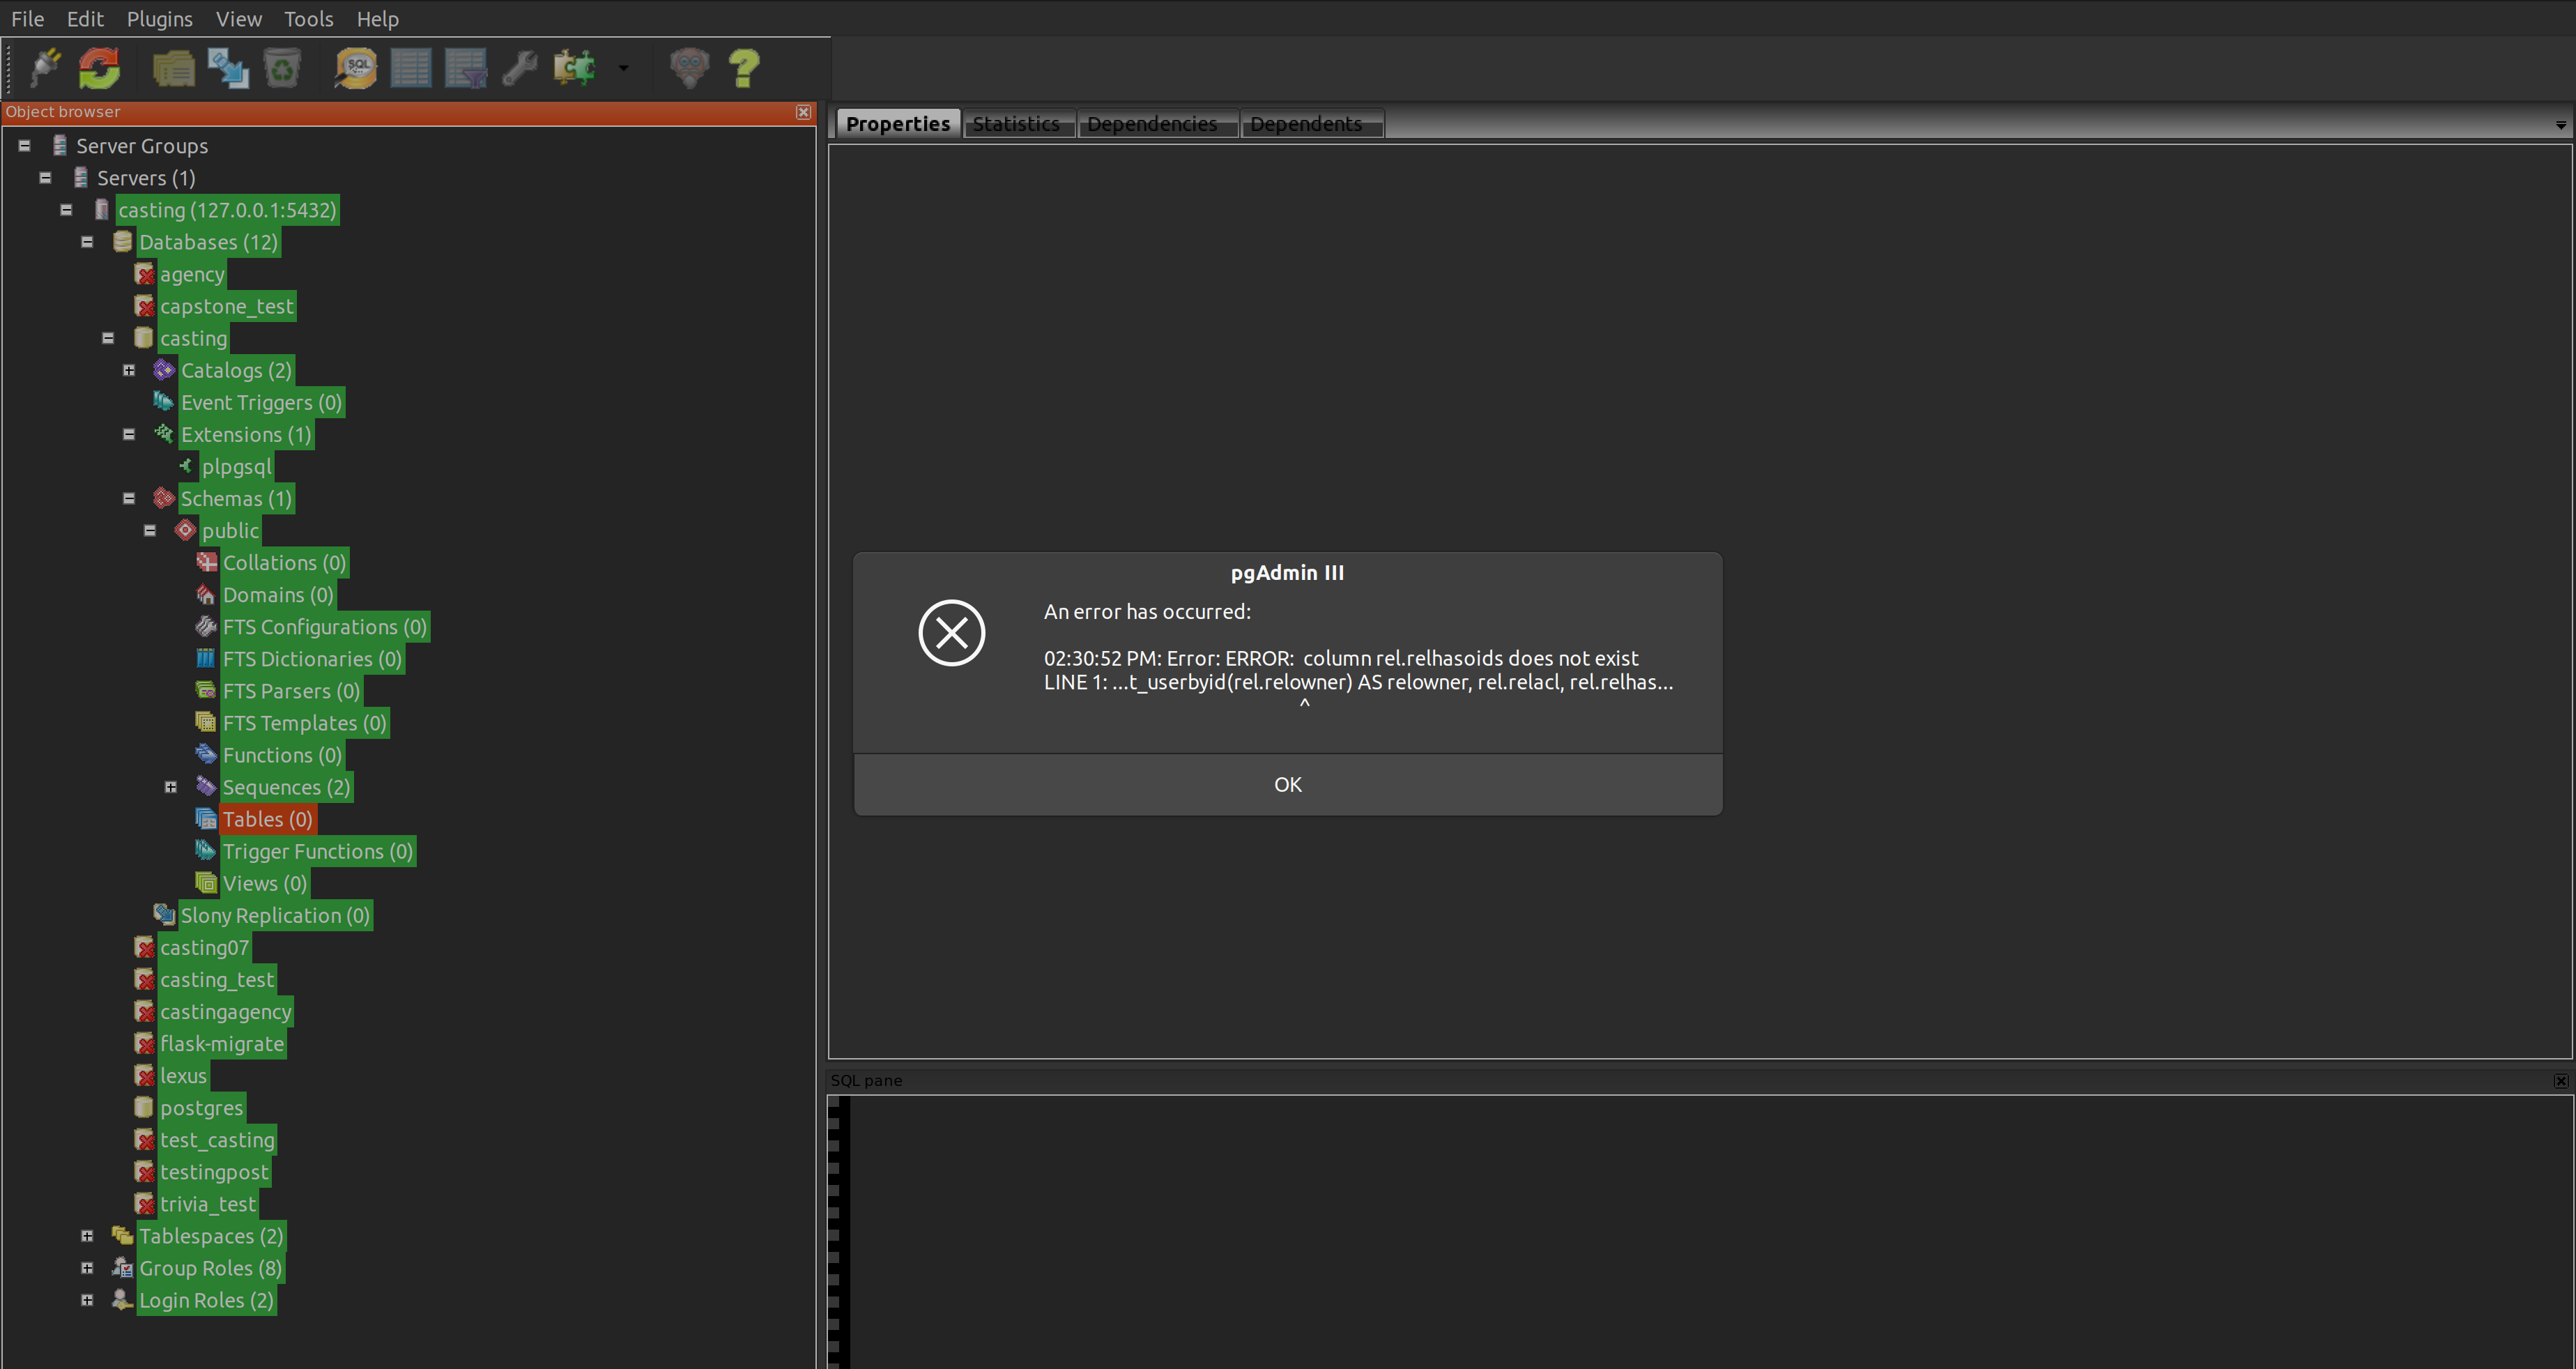 File Edit Plugins View Tools Help
SQL
Object browser
Server Groups
Servers (1)
casting (127.0.0.1:5432)
Databases (12)
agency
capstone_test
casting
Catalogs (2)
Event Triggers (0)
Extensions (1)
plpgsql
Schemas (1)
public
Collations (0)
Domains (0)
FTS Configurations (0)
FTS Dictionaries (0)
FTS Parsers (0)
FTS Templates (0)
Functions (0)
Sequences (2)
Tables (0)
Trigger Functions (0)
Views (0)
Slony Replication (0)
casting07
casting_test
castingagency
flask-migrate
lexus
postgres
test_casting
testingpost
trivia_test
Tablespaces (2)
Group Roles (8)
Login Roles (2)
Properties Statistics Dependencies Dependents
pgAdmin III
An error has occurred:
02:30:52 PM: Error: ERROR:  column rel.relhasoids does not exist
LINE 1: ...t_userbyid(rel.relowner) AS relowner, rel.relacl, rel.relhas...
^
OK
SQL pane